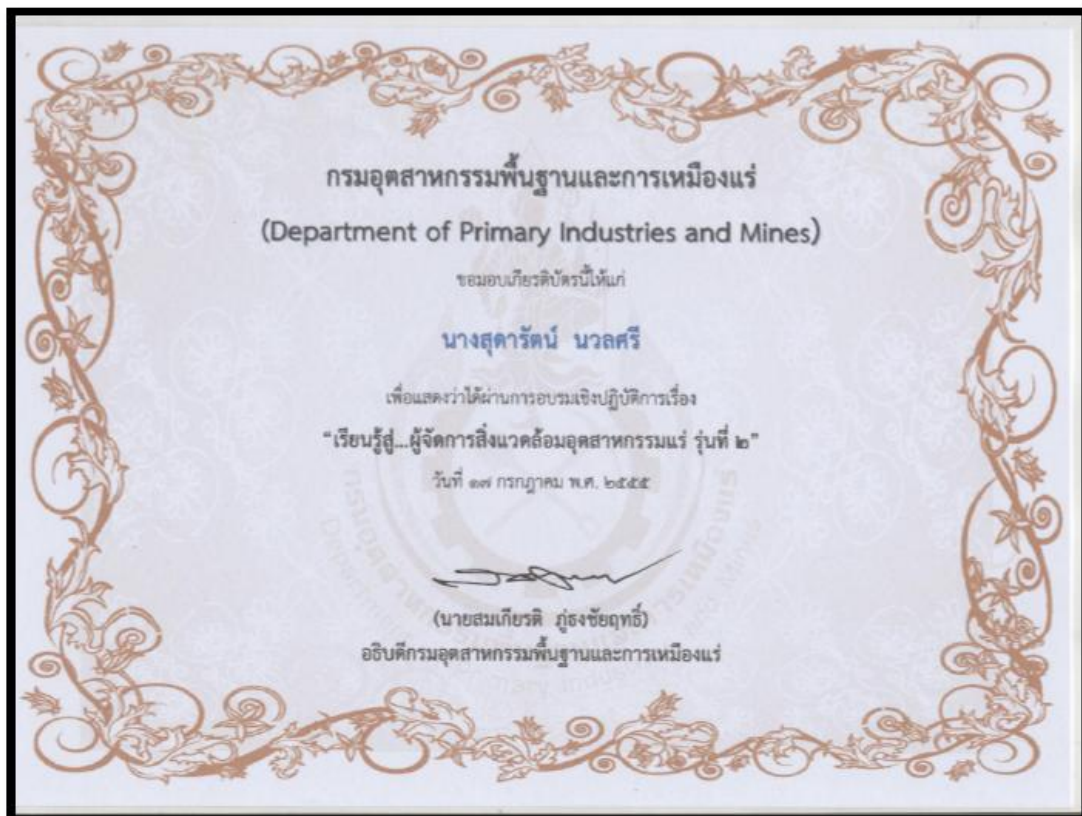 กรมอุตสาหกรรมพื้นฐานและการเหมืองแร่
(Department of Primary Industries and Mines)
ขอมอบเกียรติบัตรนี้ให้แก่
นางสุดารัตน์ นวลศรี
เพื่อแสดงว่าได้ผ่านการอบรมเชิงปฏิบัติการเรื่อง
“เรียนรู้สู่...ผู้จัดการสิ่งแวดล้อมอุตสาหกรรมแร่ รุ่นที่ ๒”
วันที่ ๑๗ กรกฎาคม พ.ศ. ๒๕๕๕
(นายสมเกียรติ ภู่ธงชัยฤทธิ์)
อธิบดีกรมอุตสาหกรรมพื้นฐานและการเหมืองแร่